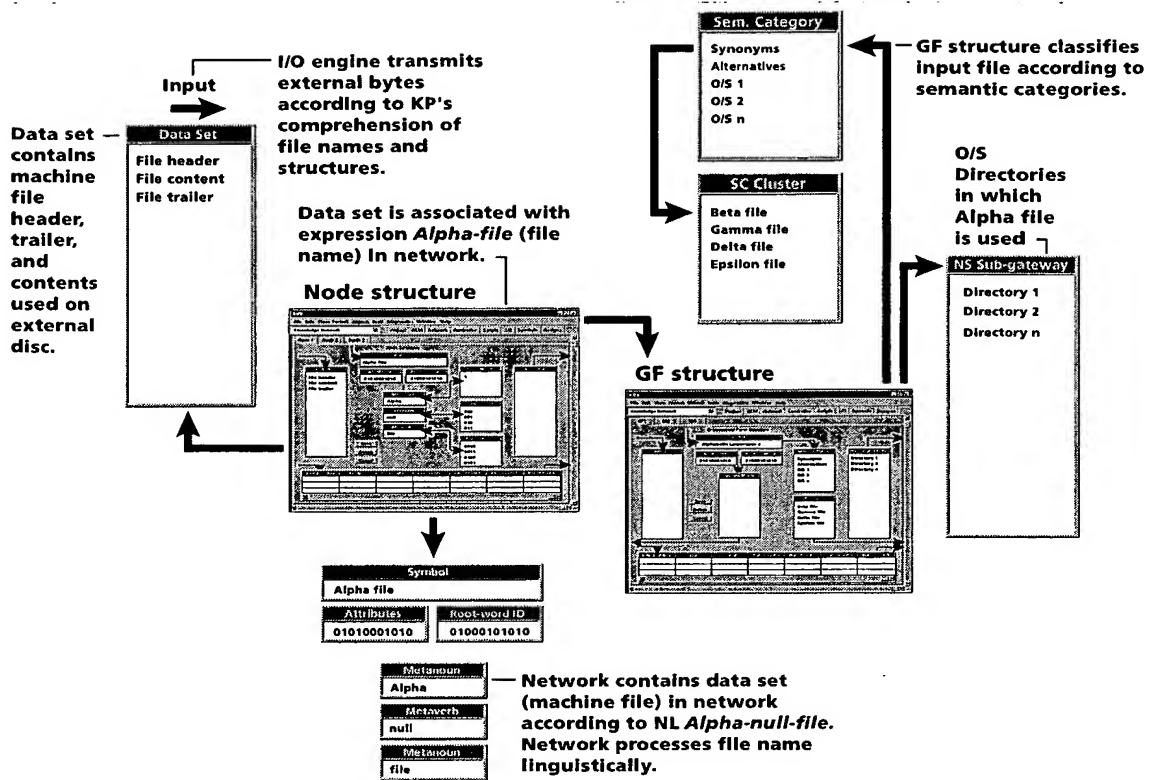 Input
I/O engine transmits
external bytes
according to KP's
comprehension of
file names and
structures.
Data set
contains
machine
file
header,
trailer,
and
contents
used on
external
disc.
Data Set
File header
File content
File trailer
Sem. Category
Synonyms
Alternatives
O/S 1
O/S 2
O/S n
GF structure classifies
input file according to
semantic categories.
SC Cluster
Beta file
Gamma file
Delta file
Epsilon file
O/S
Directories
in which
Alpha file
is used
NS Sub-gateway
Directory 1
Directory 2
Directory n
Data set is associated with
expression Alpha-file (file
name) In network.
Node structure
GF structure
Symbol
Alpha file
Attributes
01010001010
Root-word ID
01000101010
Metanoun
Alpha
Metaverb
null
Metanoun
file
Network contains data set
(machine file) in network
according to NL Alpha-null-file.
Network processes file name
linguistically.